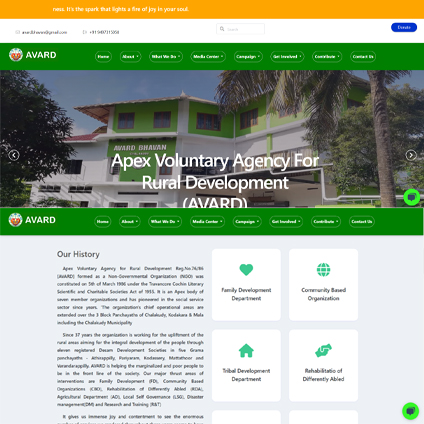 ness. It's the spark that lights a fire of joy in your soul.
Donate
AVARD
Home About What We Do Media Center Campaign Get Involved Contribute Contact Us
AVARD BHAVAN
Apex Voluntary Agency For
Rural Development
(AVARD)
AVARD
Home About What We Do Media Center Campaign Get Involved Contribute Contact Us
Our History
Apex Voluntary Agency for Rural Development Reg.No.76/86
(AVARD) formed as a Non-Governmental Organization (NGO) was
constituted on 5th of March 1986 under the Travancore Cochin Literary
Scientific and Charitable Societies Act of 1955. It is an Apex body of
seven member organizations and has pioneered in the social service
sector since years. The organization's chief operational areas are
extended over the 3 Block Panchayaths of Chalakudy, Kodakara & Mala
including the Chalakudy Municipality
Since 37 years the organization is working for the upliftment of the
rural areas aiming for the integral development of the people through
eleven registered Desam Development Societies in five Grama
panchayaths - Athirappilly, Pariyaram, Kodassery, Mattathoor and
Varandarappilly. AVARD is helping the marginalized and poor people to
be in the front line of the society. Our major thrust areas of
interventions are Family Development (FD), Community Based
Organizations (CBO), Rehabilitation of Differently Abled (RDA),
Agricultural Department (AD), Local Self Governance (LSG), Disaster
management(DM) and Research and Training (R&T)
It gives us immense joy and contentment to see the enormous
Family Development
Department
Community Based
Organization
Tribal Development
Department
Rehabilitatio of
Differently Abled